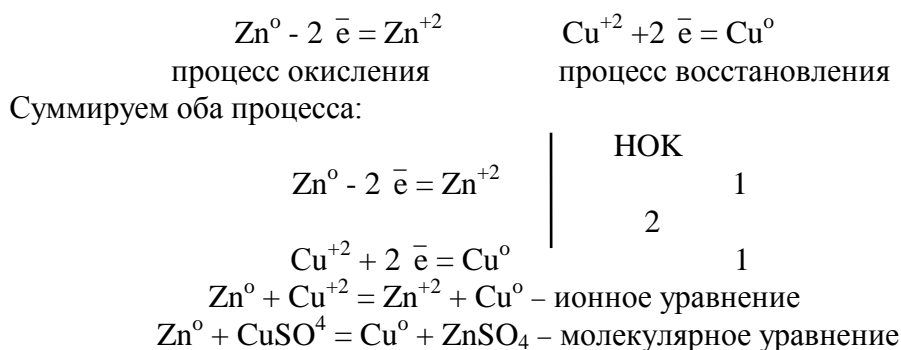 Zn° - 2 ē = Zn⁺² Cu⁺² +2 ē = Cu°
процесс окисления процесс восстановления
Суммируем оба процесса:
НОК
Zn° - 2 ē = Zn⁺² 1
2
Cu⁺² + 2 ē = Cu° 1
Zn° + Cu⁺² = Zn⁺² + Cu° – ионное уравнение
Zn° + CuSO⁴ = Cu° + ZnSO₄ – молекулярное уравнение